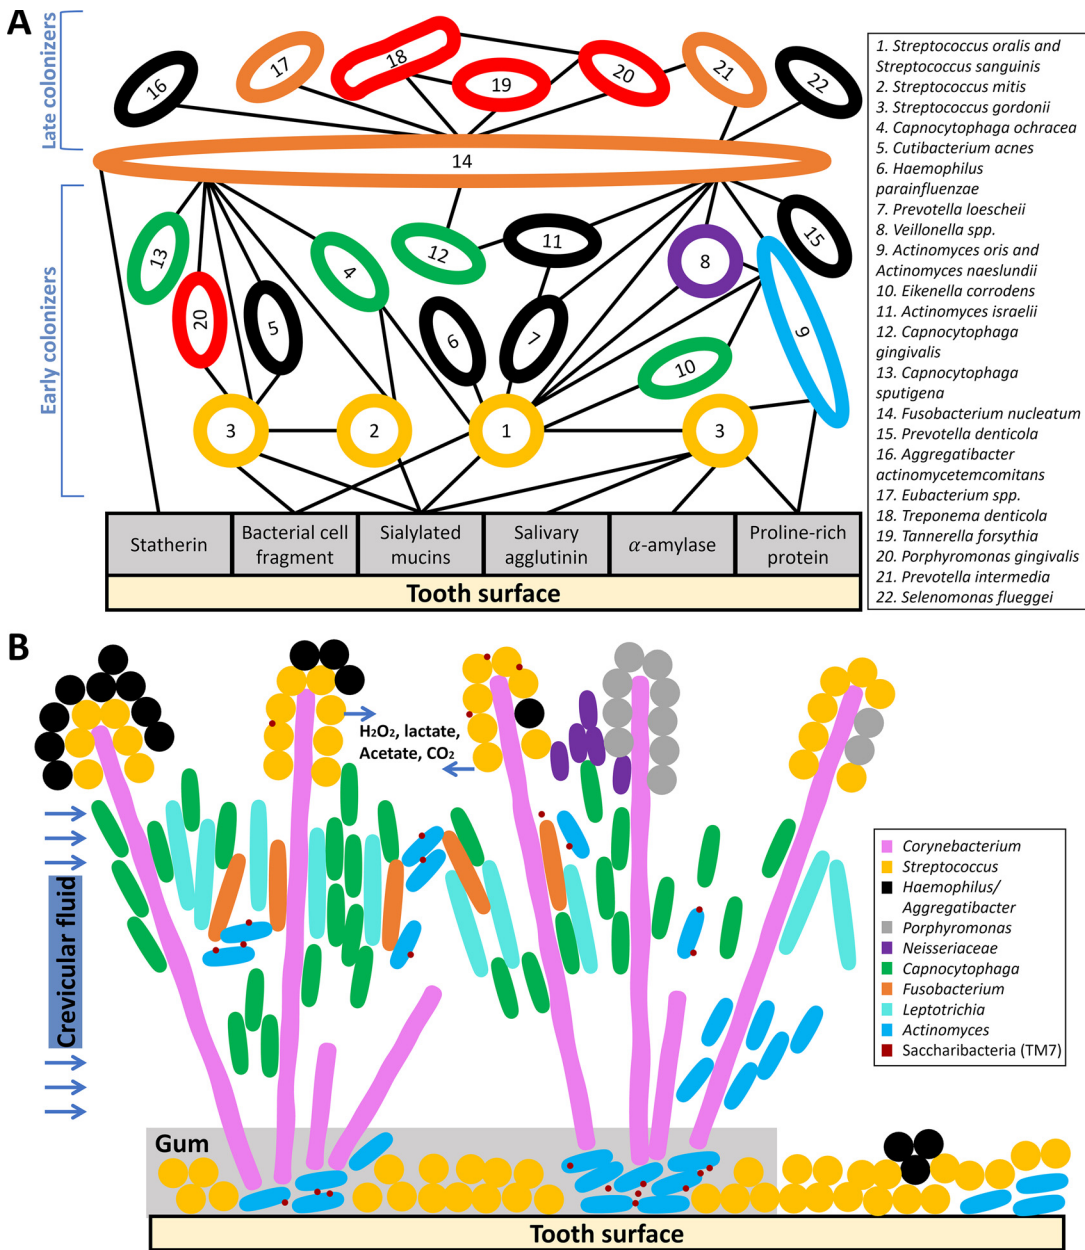 A
Late colonizers
Early colonizers
16
17
18
19
20
21
22
14
13
20
5
4
12
11
6
7
8
10
9
15
3
2
1
3
Statherin
Bacterial cell
fragment
Sialylated
mucins
Salivary
agglutinin
α-amylase
Proline-rich
protein
Tooth surface
1. Streptococcus oralis and
Streptococcus sanguinis
2. Streptococcus mitis
3. Streptococcus gordonii
4. Capnocytophaga ochracea
5. Cutibacterium acnes
6. Haemophilus
parainfluenzae
7. Prevotella loescheii
8. Veillonella spp.
9. Actinomyces oris and
Actinomyces naeslundii
10. Eikenella corrodens
11. Actinomyces israelii
12. Capnocytophaga
gingivalis
13. Capnocytophaga
sputigena
14. Fusobacterium nucleatum
15. Prevotella denticola
16. Aggregatibacter
actinomycetemcomitans
17. Eubacterium spp.
18. Treponema denticola
19. Tannerella forsythia
20. Porphyromonas gingivalis
21. Prevotella intermedia
22. Selenomonas flueggei
B
H₂O₂, lactate,
Acetate, CO₂
Crevicular fluid
Corynebacterium
Streptococcus
Haemophilus/
Aggregatibacter
Porphyromonas
Neisseriaceae
Capnocytophaga
Fusobacterium
Leptotrichia
Actinomyces
Saccharibacteria (TM7)
Gum
Tooth surface